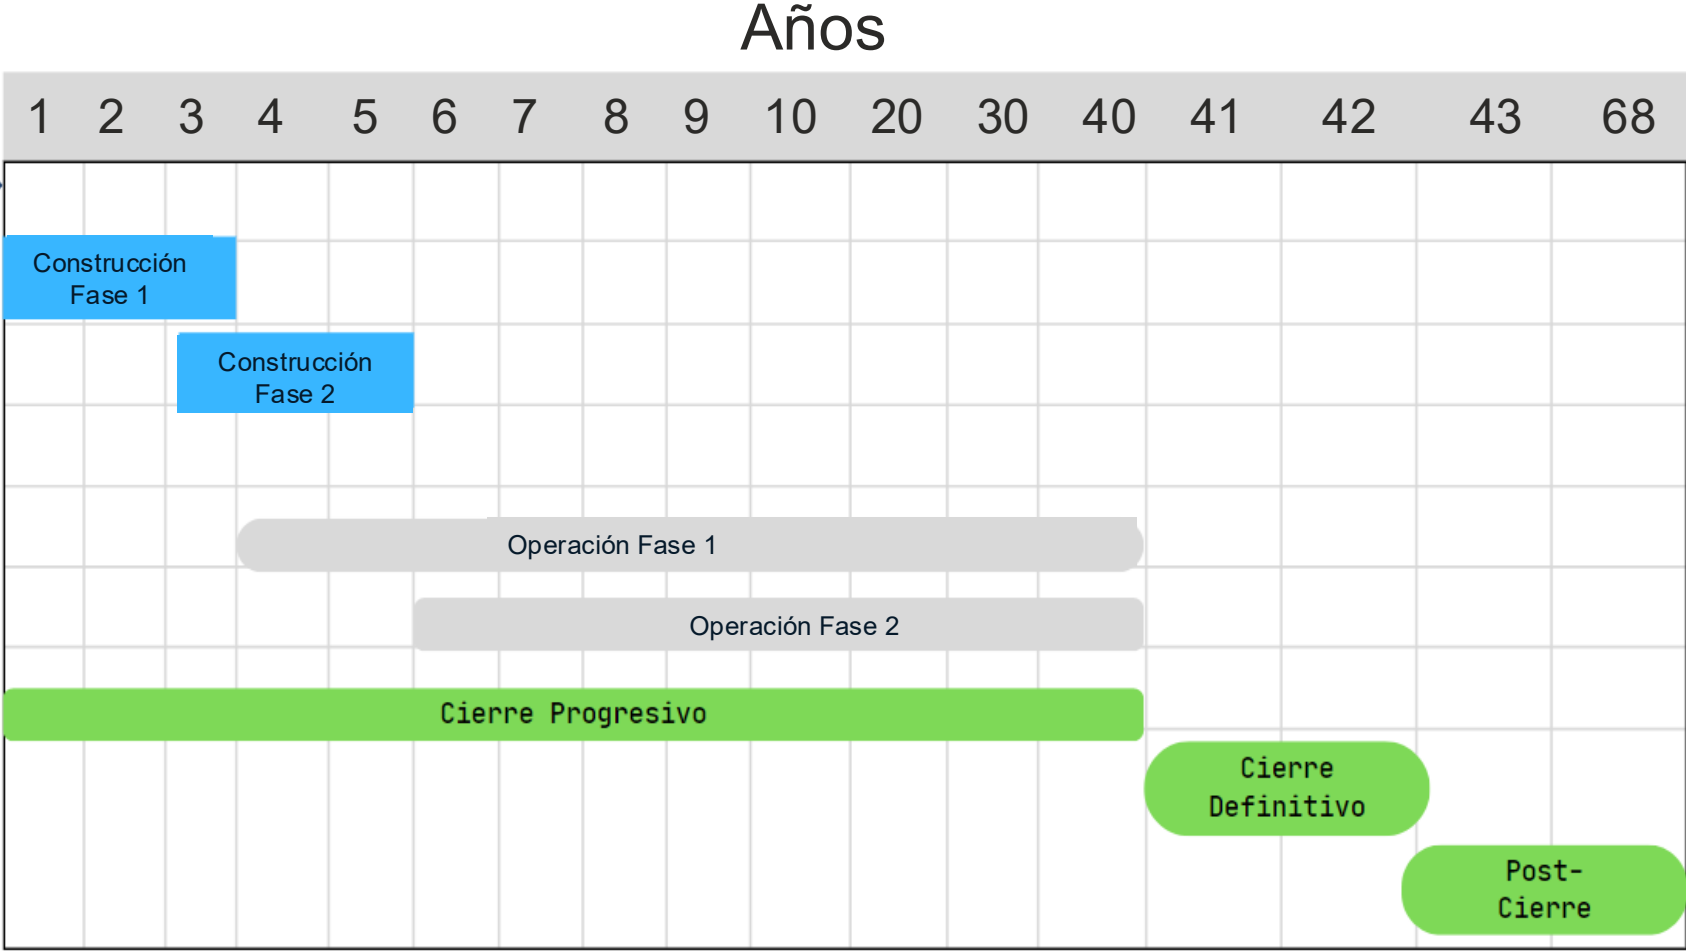 Años
1 2 3 4 5 6 7 8 9 10 20 30 40 41 42 43 68
Construcción
Fase 1
Construcción
Fase 2
Operación Fase 1
Operación Fase 2
Cierre Progresivo
Cierre
Definitivo
Post-
Cierre